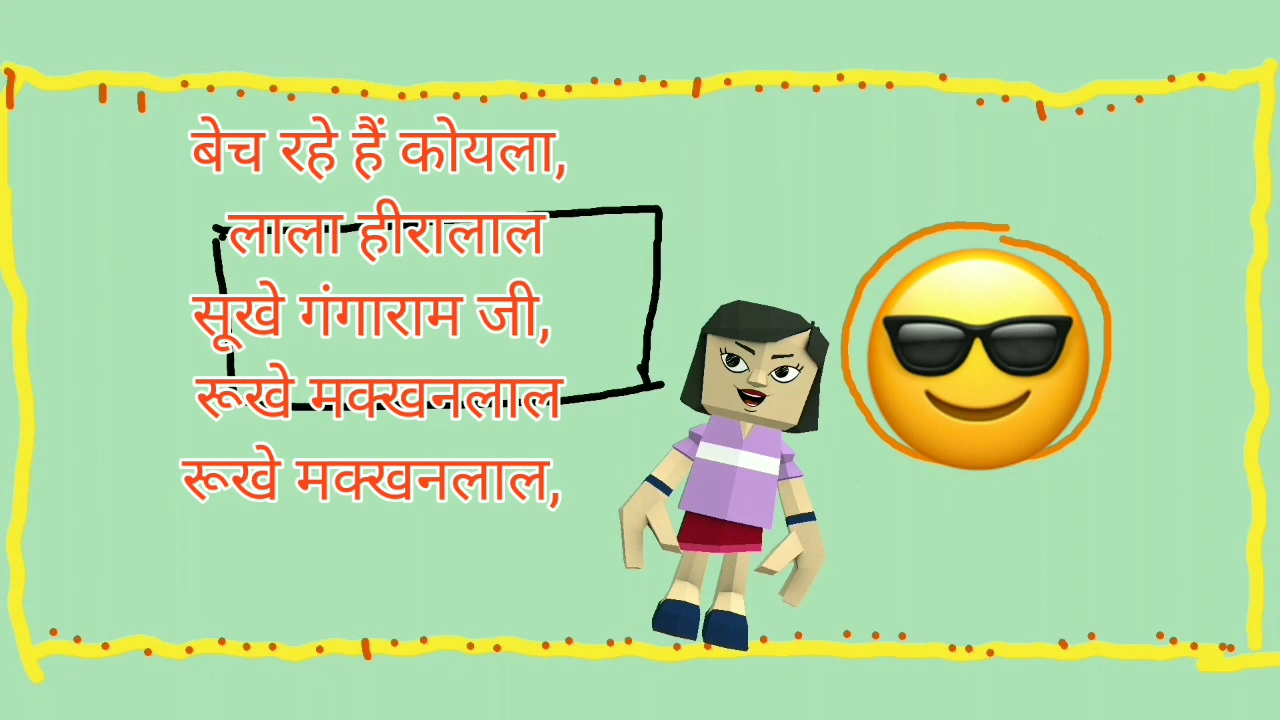 बेच रहे हैं कोयला,
लाला हीरालाल
सूखे गंगाराम जी,
रूखे मक्खनलाल
रूखे मक्खनलाल,